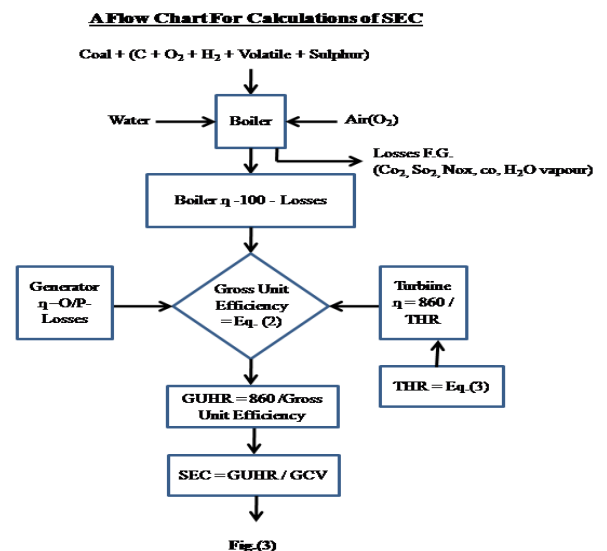 A Flow Chart For Calculations of SEC
Coal + (C + O₂ + H₂ + Volatile + Sulphur)
Water
Boiler
Air(O₂)
Losses F.G.
(Co₂, So₂, Nox, co, H₂O vapour)
Boiler η -100 - Losses
Generator
η –O/P-
Losses
Gross Unit
Efficiency
= Eq. (2)
Turbiine
η = 860 /
THR
THR = Eq.(3)
GUHR = 860 /Gross
Unit Efficiency
SEC = GUHR / GCV
Fig.(3)